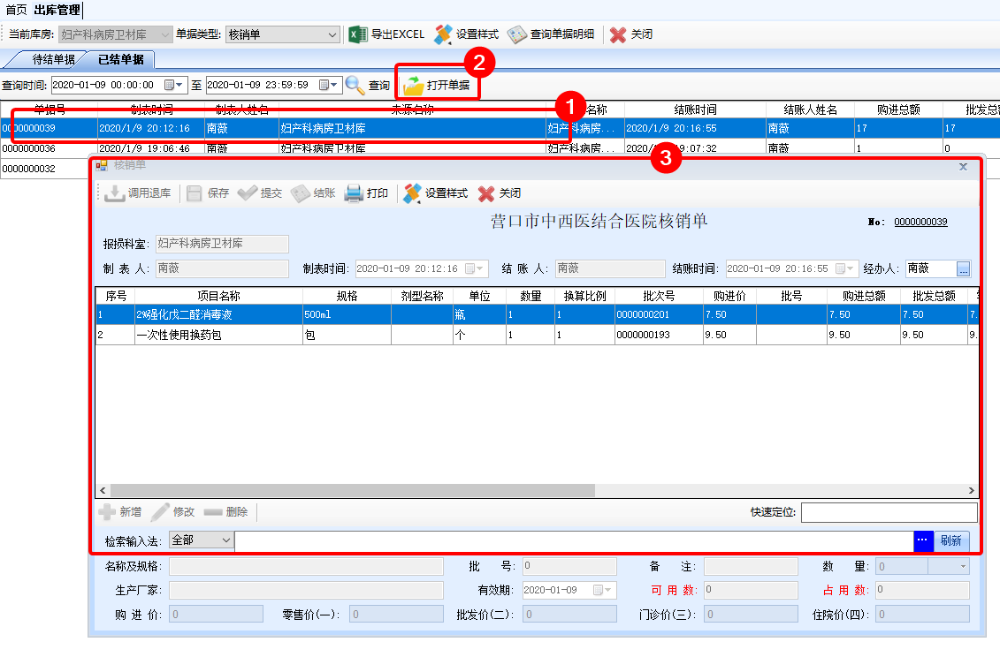 首页 出库管理
当前库房: 妇产科病房卫材库 单据类型: 核销单 导出EXCEL 设置样式 查询单据明细 关闭
待结单据 已结单据
2
查询时间: 2020-01-09 00:00:00 至 2020-01-09 23:59:59 查询 打开单据
1
单据号 制表时间 制表人姓名 来源名称 名称 结账时间 结账人姓名 购进总额 批发总
0000000039 2020/1/9 20:12:16 南薇 妇产科病房卫材库 妇产科病房... 2020/1/9 20:16:55 南薇 17 17
0000000036 2020/1/9 19:06:46 南薇 妇产科病房卫材库 妇产科病房... 19:07:32 南薇 1 0
3
0000000032
核销单 x
调用退库 保存 提交 结账 打印 设置样式 关闭
营口市中西医结合医院核销单 No: 0000000039
报损科室: 妇产科病房卫材库
制 表 人: 南薇 制表时间: 2020-01-09 20:12:16 结 账 人: 南薇 结账时间: 2020-01-09 20:16:55 经办人: 南薇 ...
序号 项目名称 规格 剂型名称 单位 数量 换算比例 批次号 购进价 批号 购进总额 批发总额
1 2%强化戊二醛消毒液 500ml 瓶 1 1 0000000201 7.50 7.50 7.50 7.
2 一次性使用换药包 包 个 1 1 0000000193 9.50 9.50 9.50 9.
新增 修改 删除 快速定位:
检索输入法: 全部 ... 刷新
名称及规格: 批 号: 0 备 注: 数 量: 0
生产厂家: 有效期: 2020-01-09 可 用 数: 0 占 用 数: 0
购 进 价: 0 零售价(一): 0 批发价(二): 0 门诊价(三): 0 住院价(四): 0